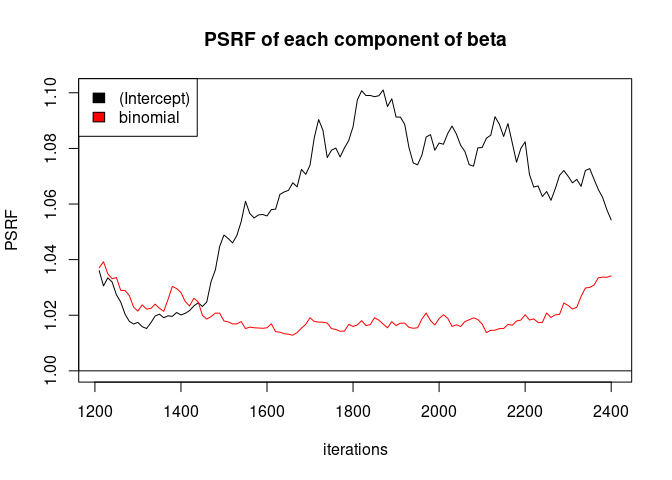 PSRF of each component of beta
(Intercept)
binomial
PSRF
1.10
1.08
1.06
1.04
1.02
1.00
1200 1400 1600 1800 2000 2200 2400
iterations